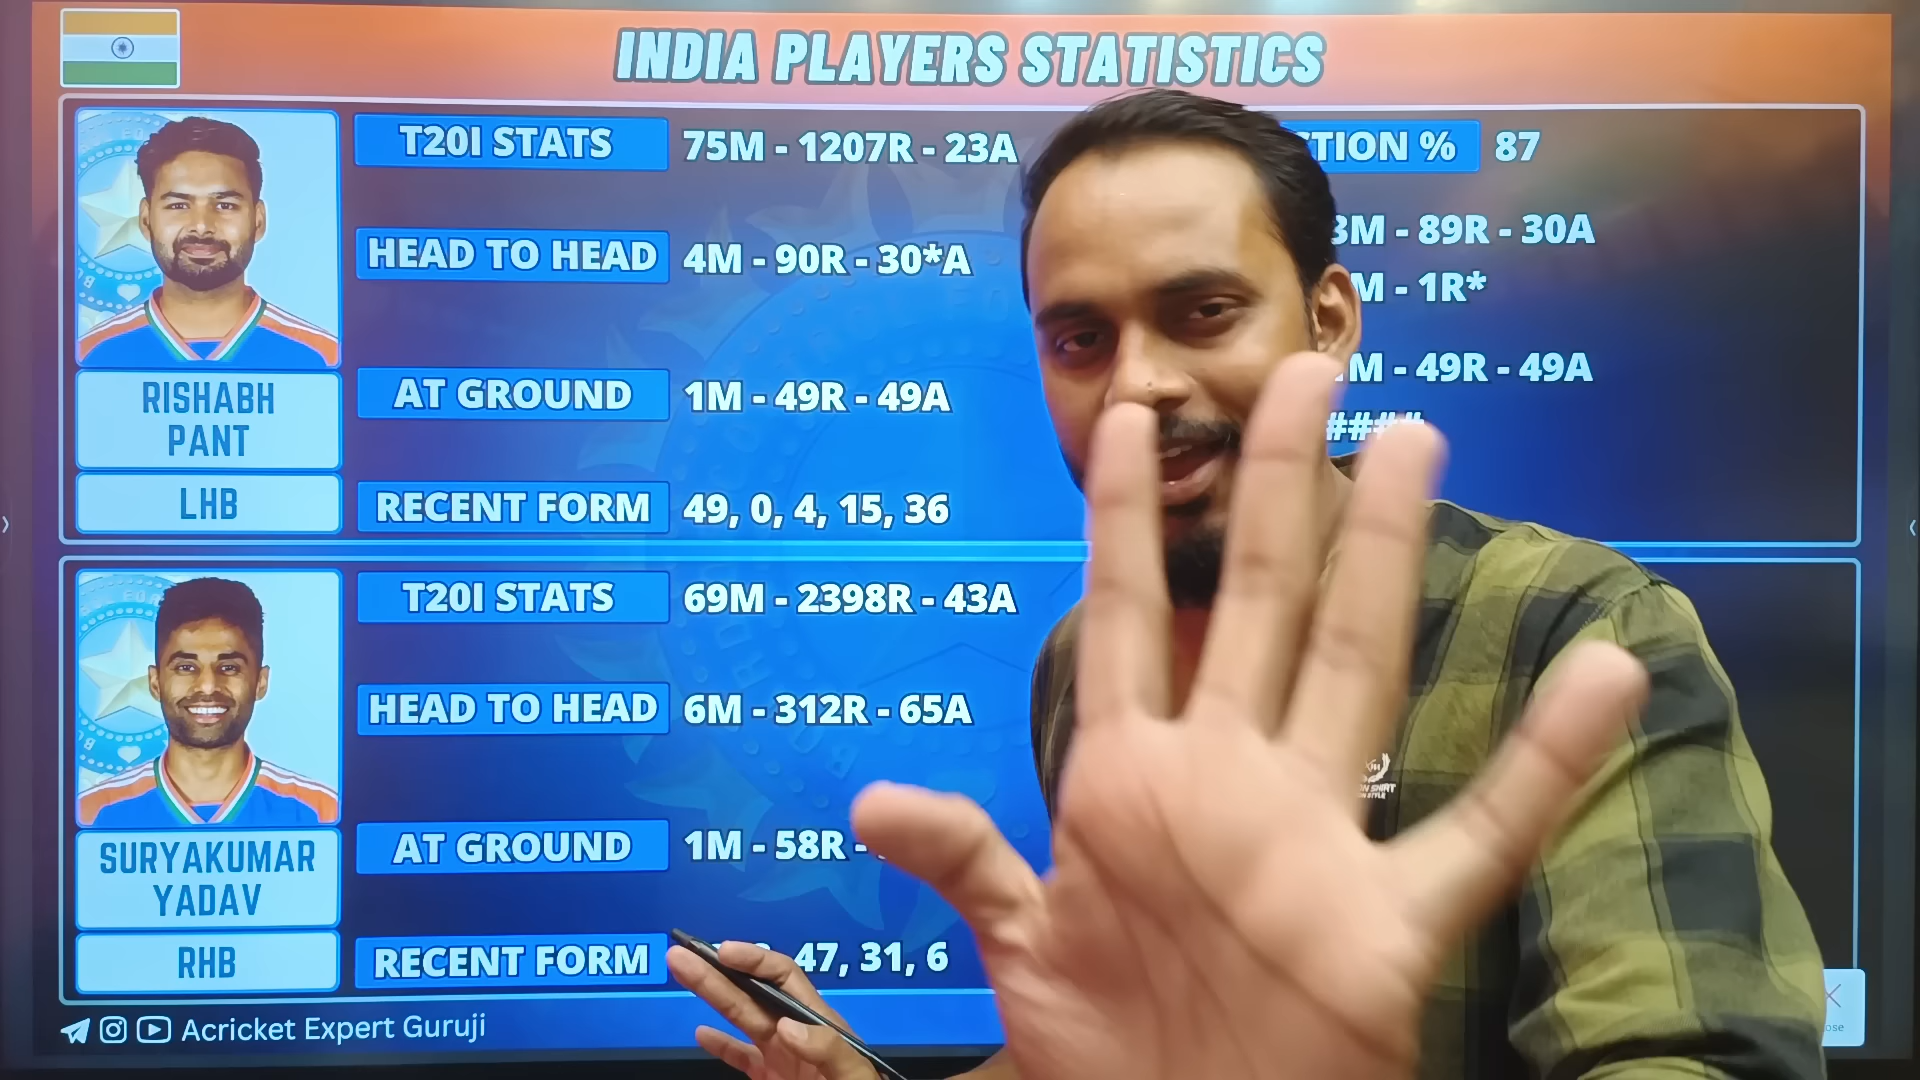 INDIA PLAYERS STATISTICS
T20I STATS 75M - 1207R - 23A
HEAD TO HEAD 4M - 90R - 30*A
AT GROUND 1M - 49R - 49A
RECENT FORM 49, 0, 4, 15, 36
% 87
- 89R - 30A
- 1R*
- 49R - 49A
RISHABH
PANT
LHB
T20I STATS 69M - 2398R - 43A
HEAD TO HEAD 6M - 312R - 65A
AT GROUND 1M - 58R -
RECENT FORM 47, 31, 6
SURYAKUMAR
YADAV
RHB
Acricket Expert Guruji